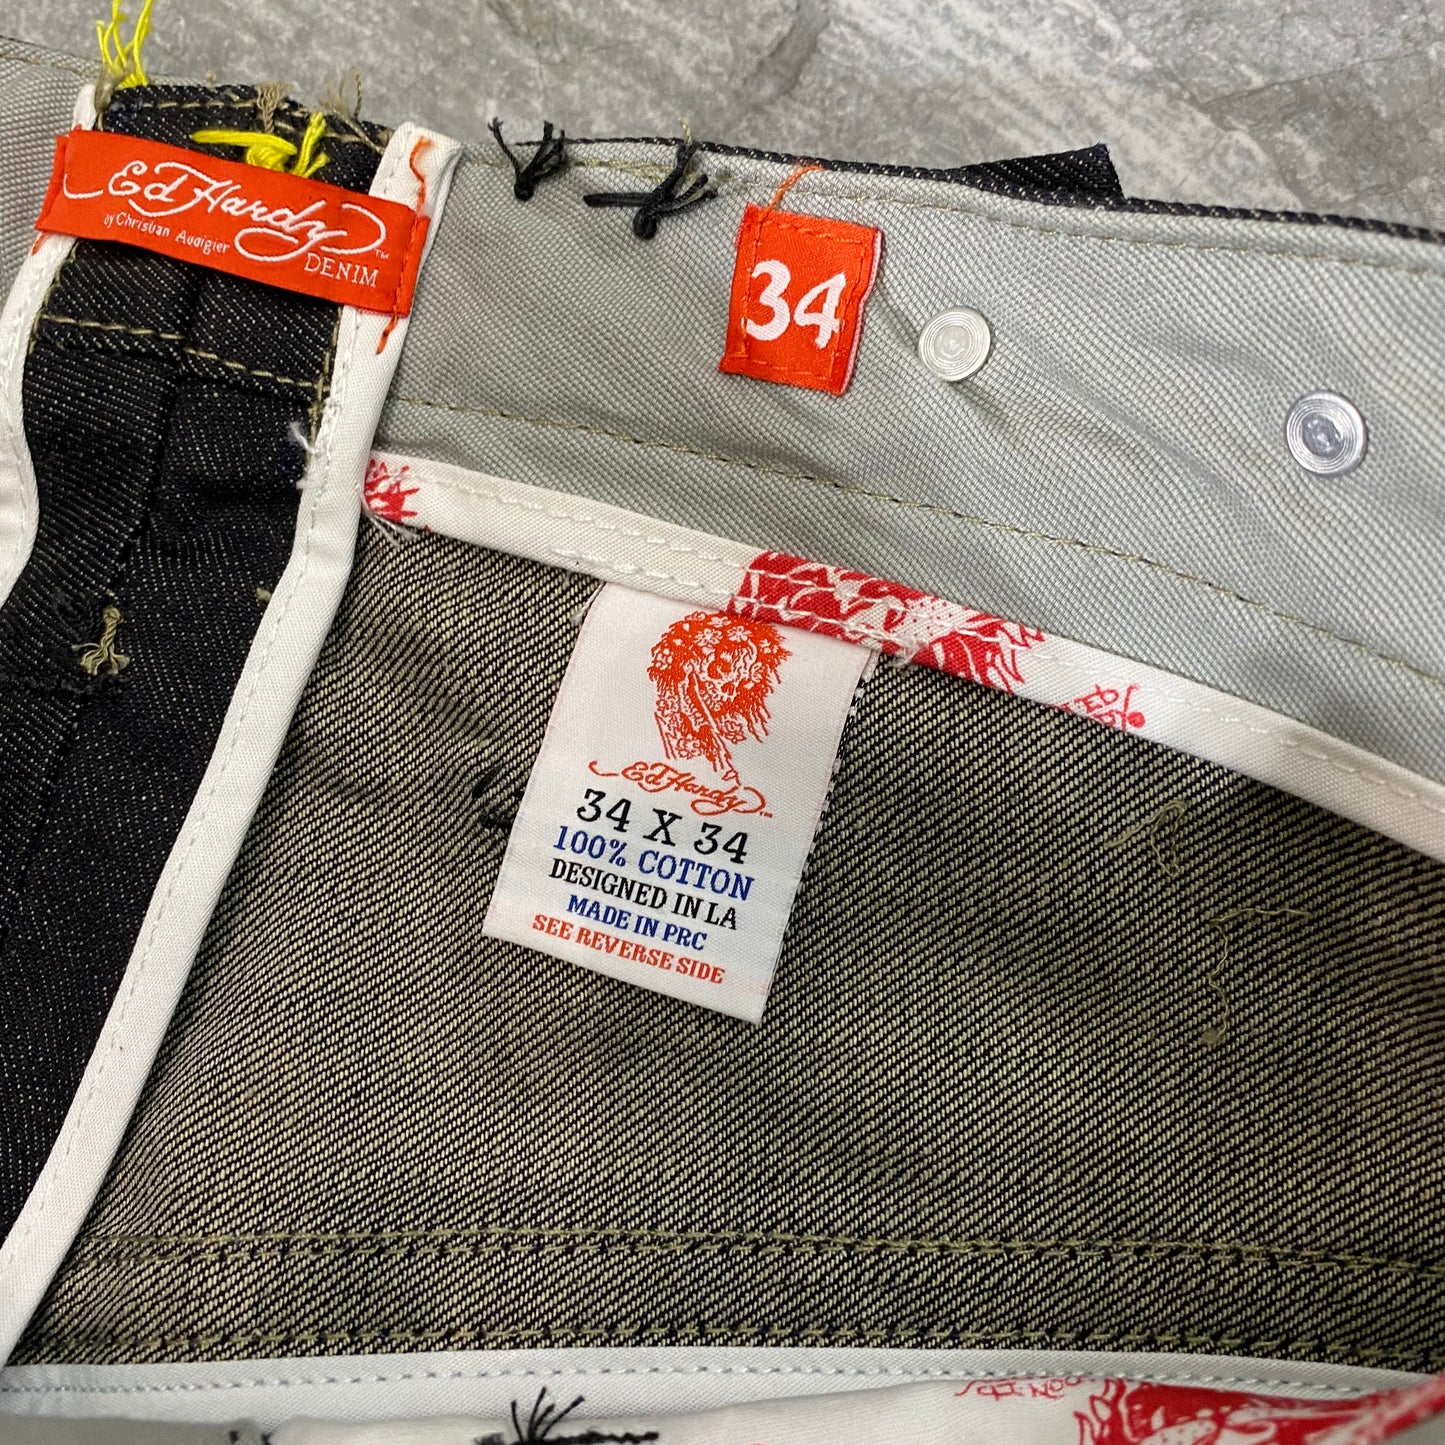 Ed Hardy
by Christian Audigier
DENIM
34
Ed Hardy
34 X 34
100% COTTON
DESIGNED IN LA
MADE IN PRC
SEE REVERSE SIDE